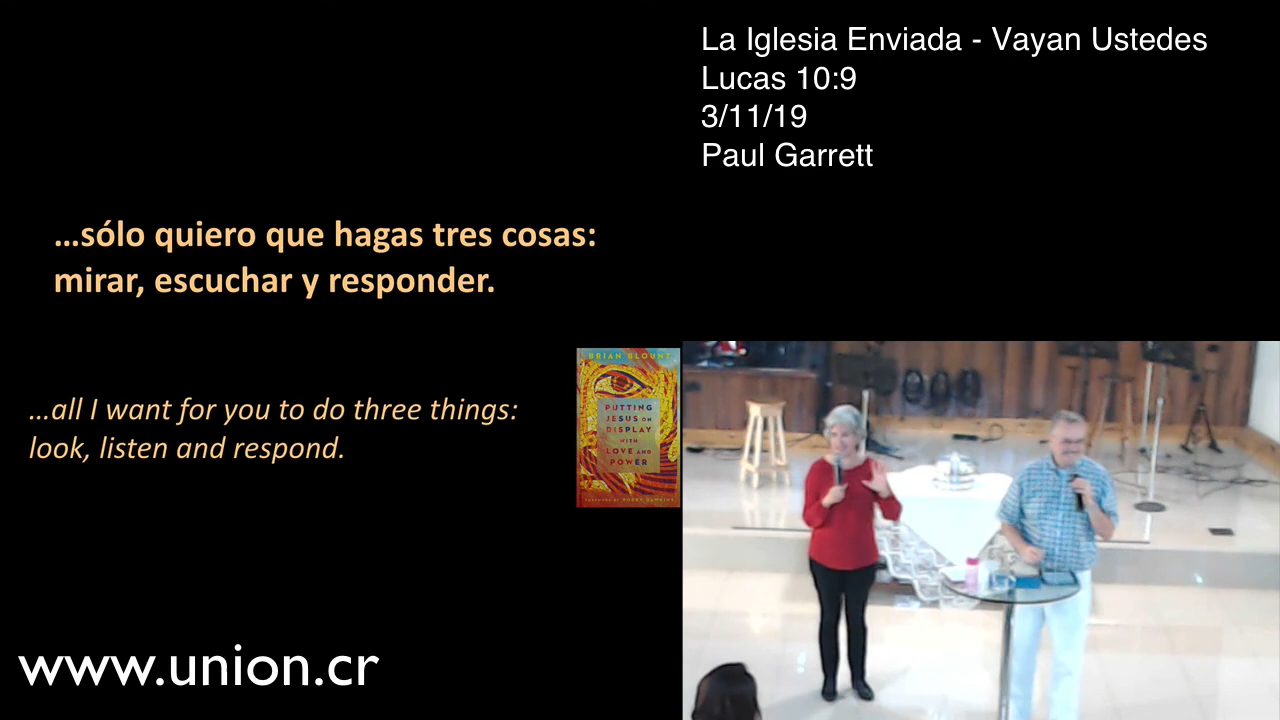 La Iglesia Enviada - Vayan Ustedes
Lucas 10:9
3/11/19
Paul Garrett
…sólo quiero que hagas tres cosas:
mirar, escuchar y responder.
…all I want for you to do three things:
look, listen and respond.
BRIAN BLOUNT
PUTTING
JESUS ON
DISPLAY
WITH
LOVE AND
POWER
www.union.cr